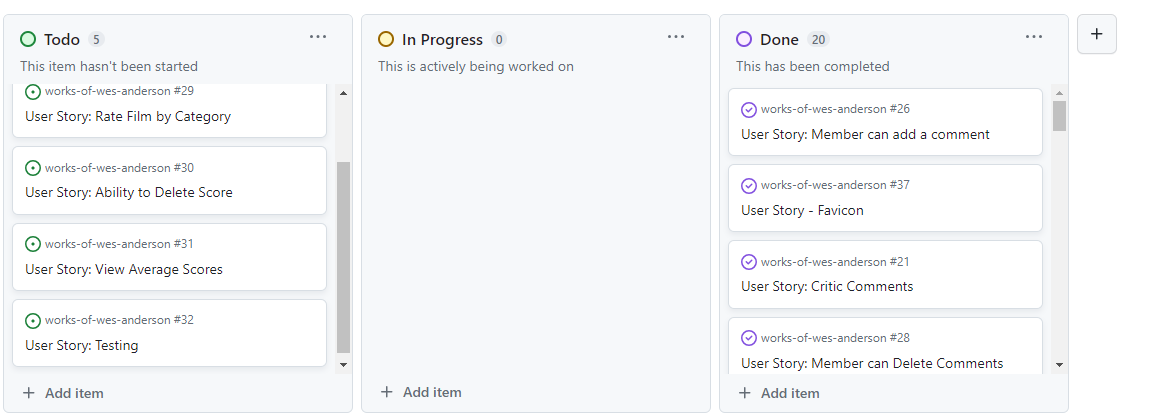 Todo 5
This item hasn't been started
works-of-wes-anderson #29
User Story: Rate Film by Category
works-of-wes-anderson #30
User Story: Ability to Delete Score
works-of-wes-anderson #31
User Story: View Average Scores
works-of-wes-anderson #32
User Story: Testing
+ Add item
In Progress 0
This is actively being worked on
+ Add item
Done 20
This has been completed
works-of-wes-anderson #26
User Story: Member can add a comment
works-of-wes-anderson #37
User Story - Favicon
works-of-wes-anderson #21
User Story: Critic Comments
works-of-wes-anderson #28
User Story: Member can Delete Comments
+ Add item
+